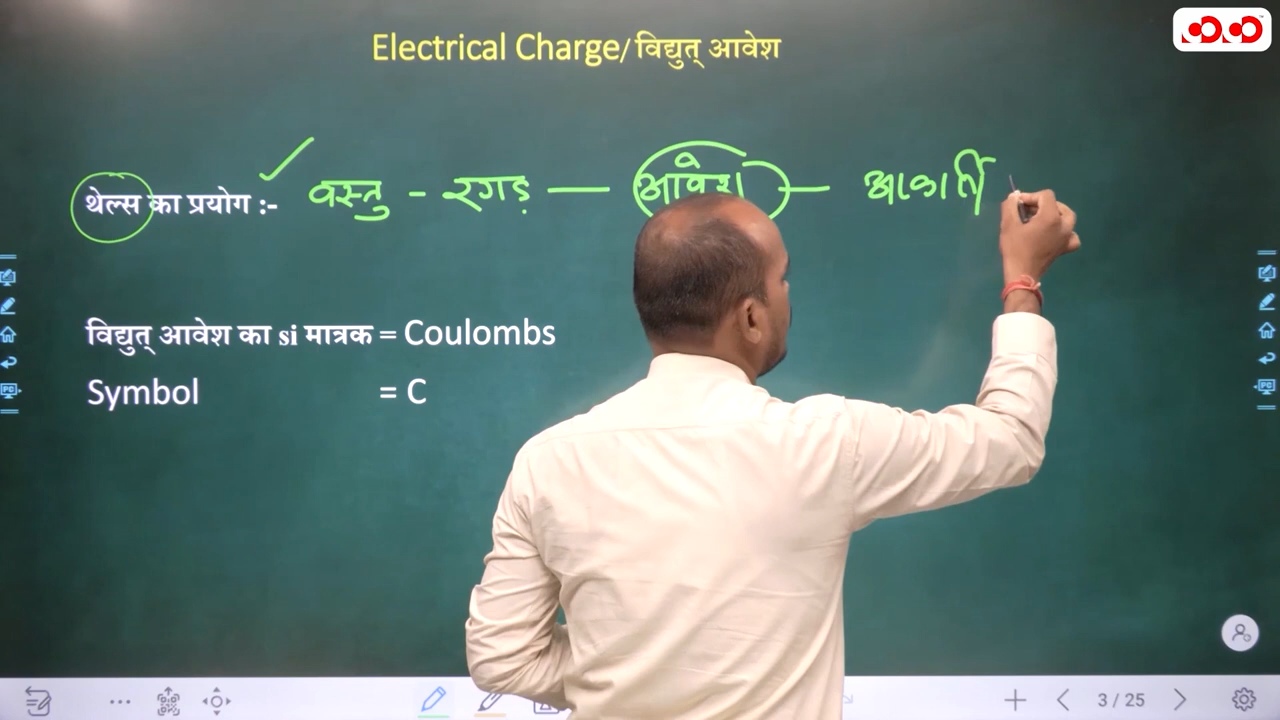 Electrical Charge/ विद्युत् आवेश
थेल्स का प्रयोग :- वस्तु - रगड़ — आवेश — आकर्ति
विद्युत् आवेश का si मात्रक = Coulombs
Symbol = C
3 / 25